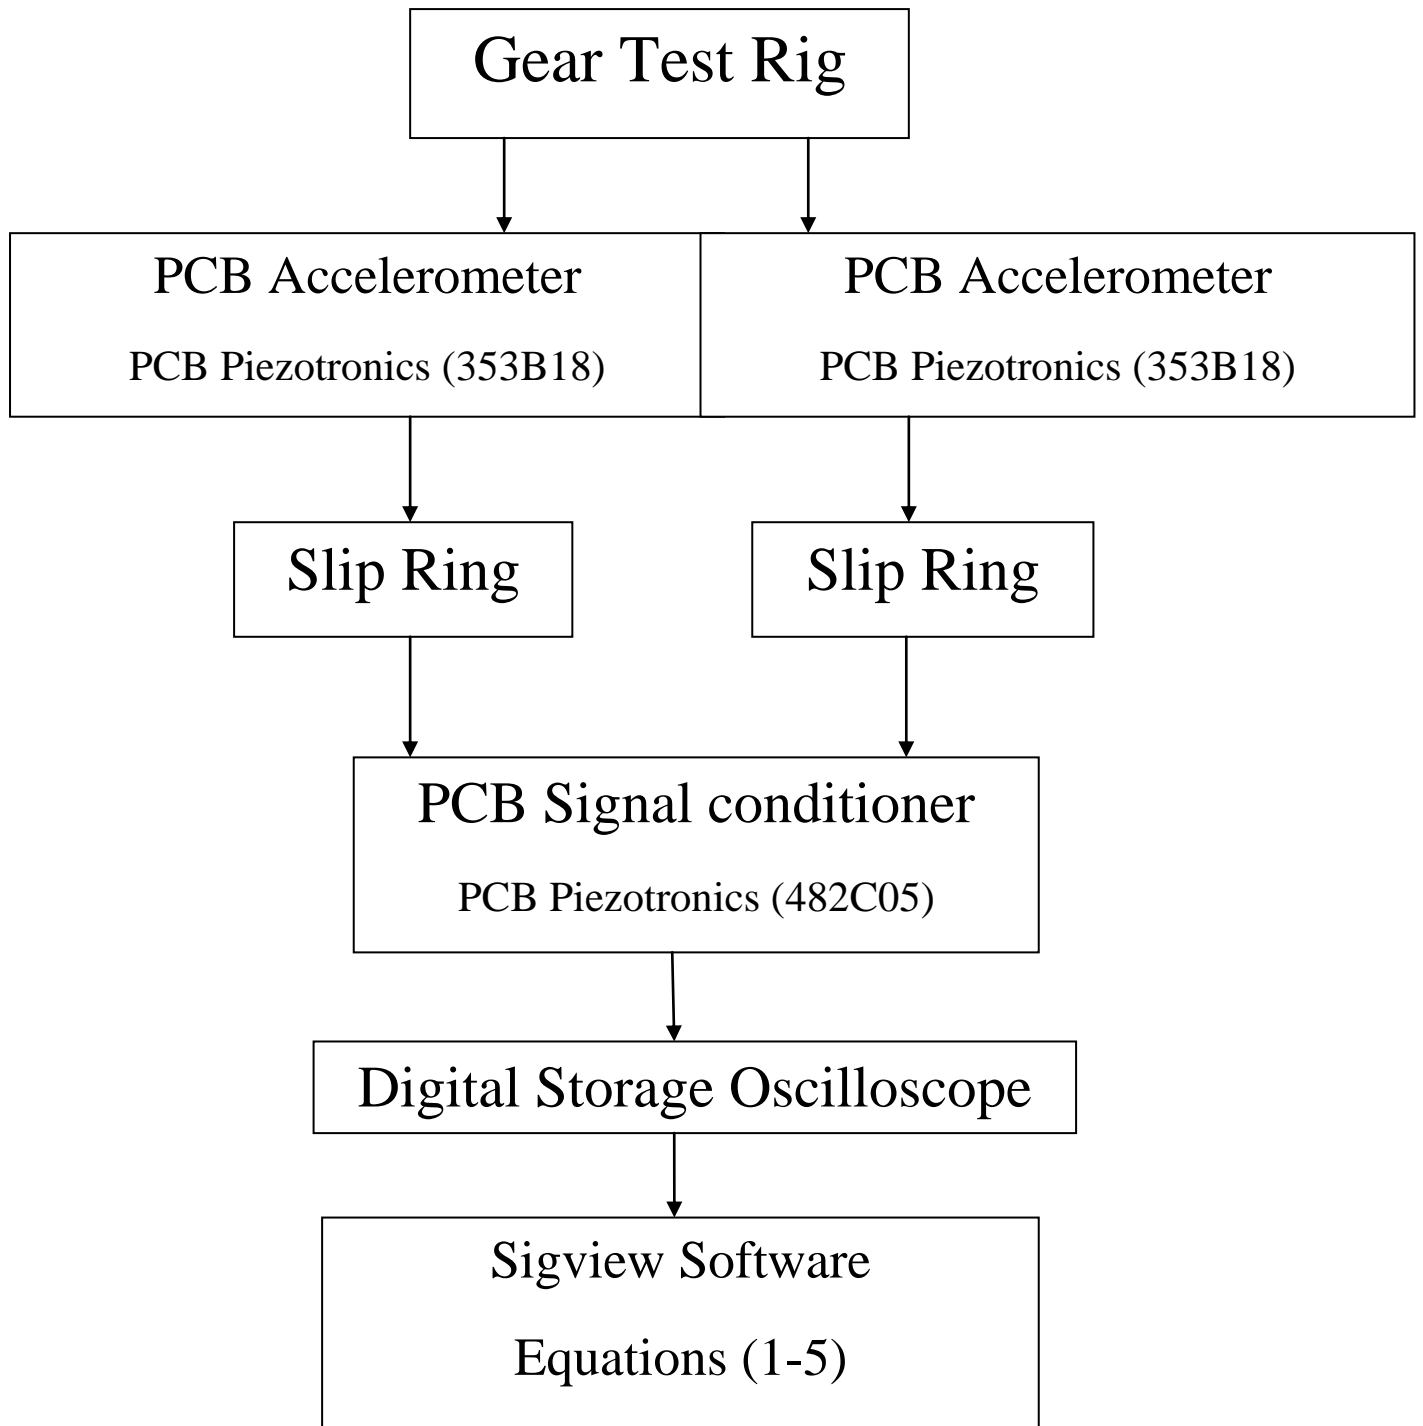 Gear Test Rig
PCB Accelerometer
PCB Piezotronics (353B18)
PCB Accelerometer
PCB Piezotronics (353B18)
Slip Ring
Slip Ring
PCB Signal conditioner
PCB Piezotronics (482C05)
Digital Storage Oscilloscope
Sigview Software
Equations (1-5)